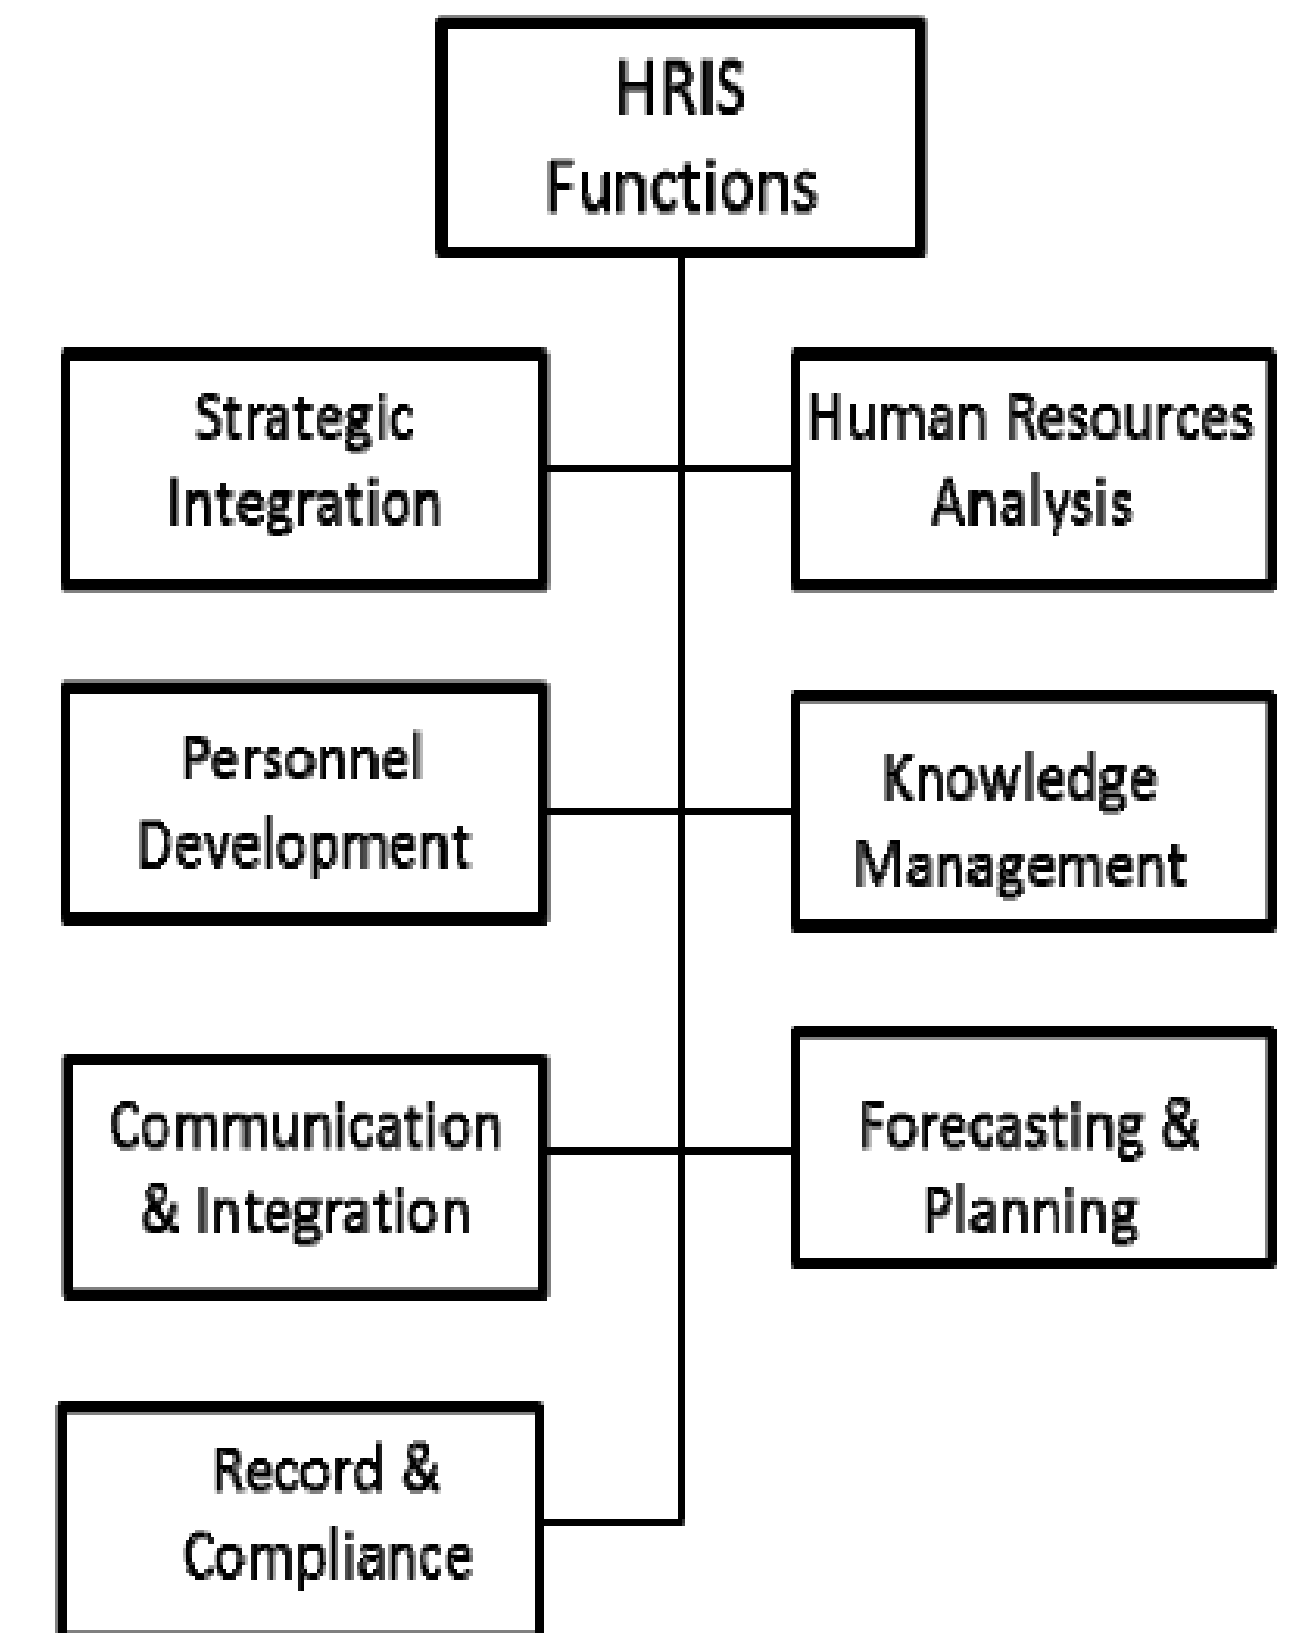 HRIS
Functions
Strategic
Integration
Human Resources
Analysis
Personnel
Development
Knowledge
Management
Communication
& Integration
Forecasting &
Planning
Record &
Compliance